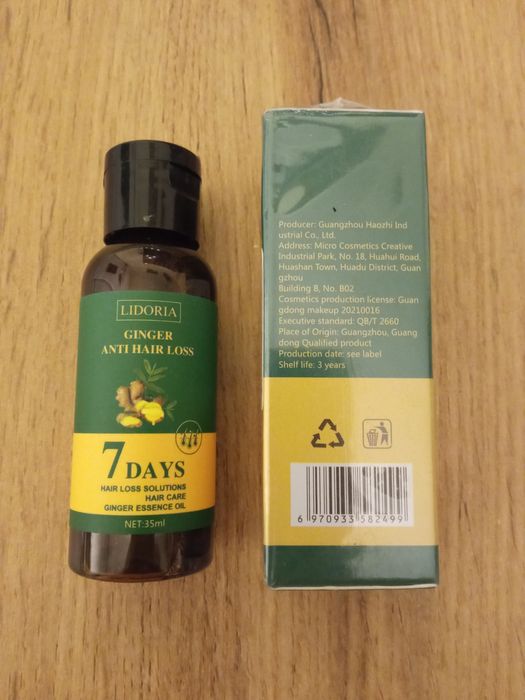 LIDORIA
GINGER
ANTI HAIR LOSS
7 DAYS
HAIR LOSS SOLUTIONS
HAIR CARE
GINGER ESSENCE OIL
NET:35ml
Producer: Guangzhou Haozhi Ind
ustrial Co., Ltd.
Address: Micro Cosmetics Creative
Industrial Park, No. 18, Huahui Road,
Huashan Town, Huadu District, Guan
gzhou
Building 8, No. B02
Cosmetics production license: Guan
gdong makeup 20210016
Executive standard: QB/T 2660
Place of Origin: Guangzhou, Guang
dong Qualified product
Production date: see label
Shelf life: 3 years
6 970933 582499